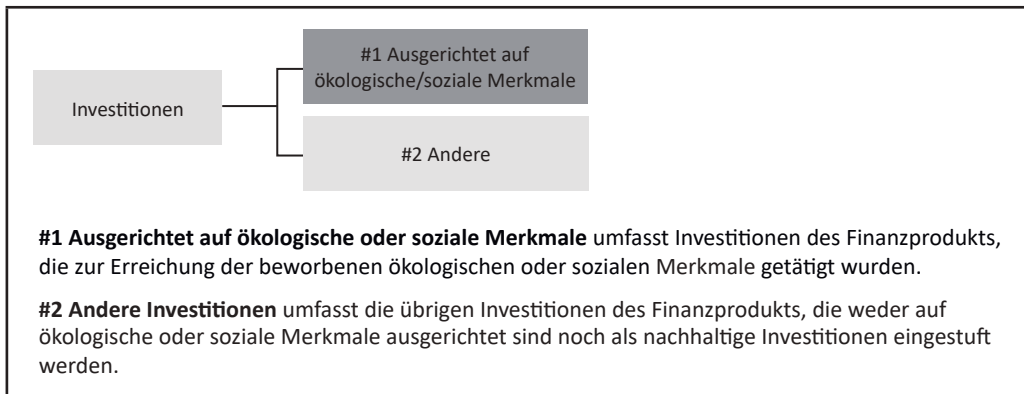 #1 Ausgerichtet auf
ökologische/soziale Merkmale
Investitionen
#2 Andere
#1 Ausgerichtet auf ökologische oder soziale Merkmale umfasst Investitionen des Finanzprodukts,
die zur Erreichung der beworbenen ökologischen oder sozialen Merkmale getätigt wurden.
#2 Andere Investitionen umfasst die übrigen Investitionen des Finanzprodukts, die weder auf
ökologische oder soziale Merkmale ausgerichtet sind noch als nachhaltige Investitionen eingestuft
werden.